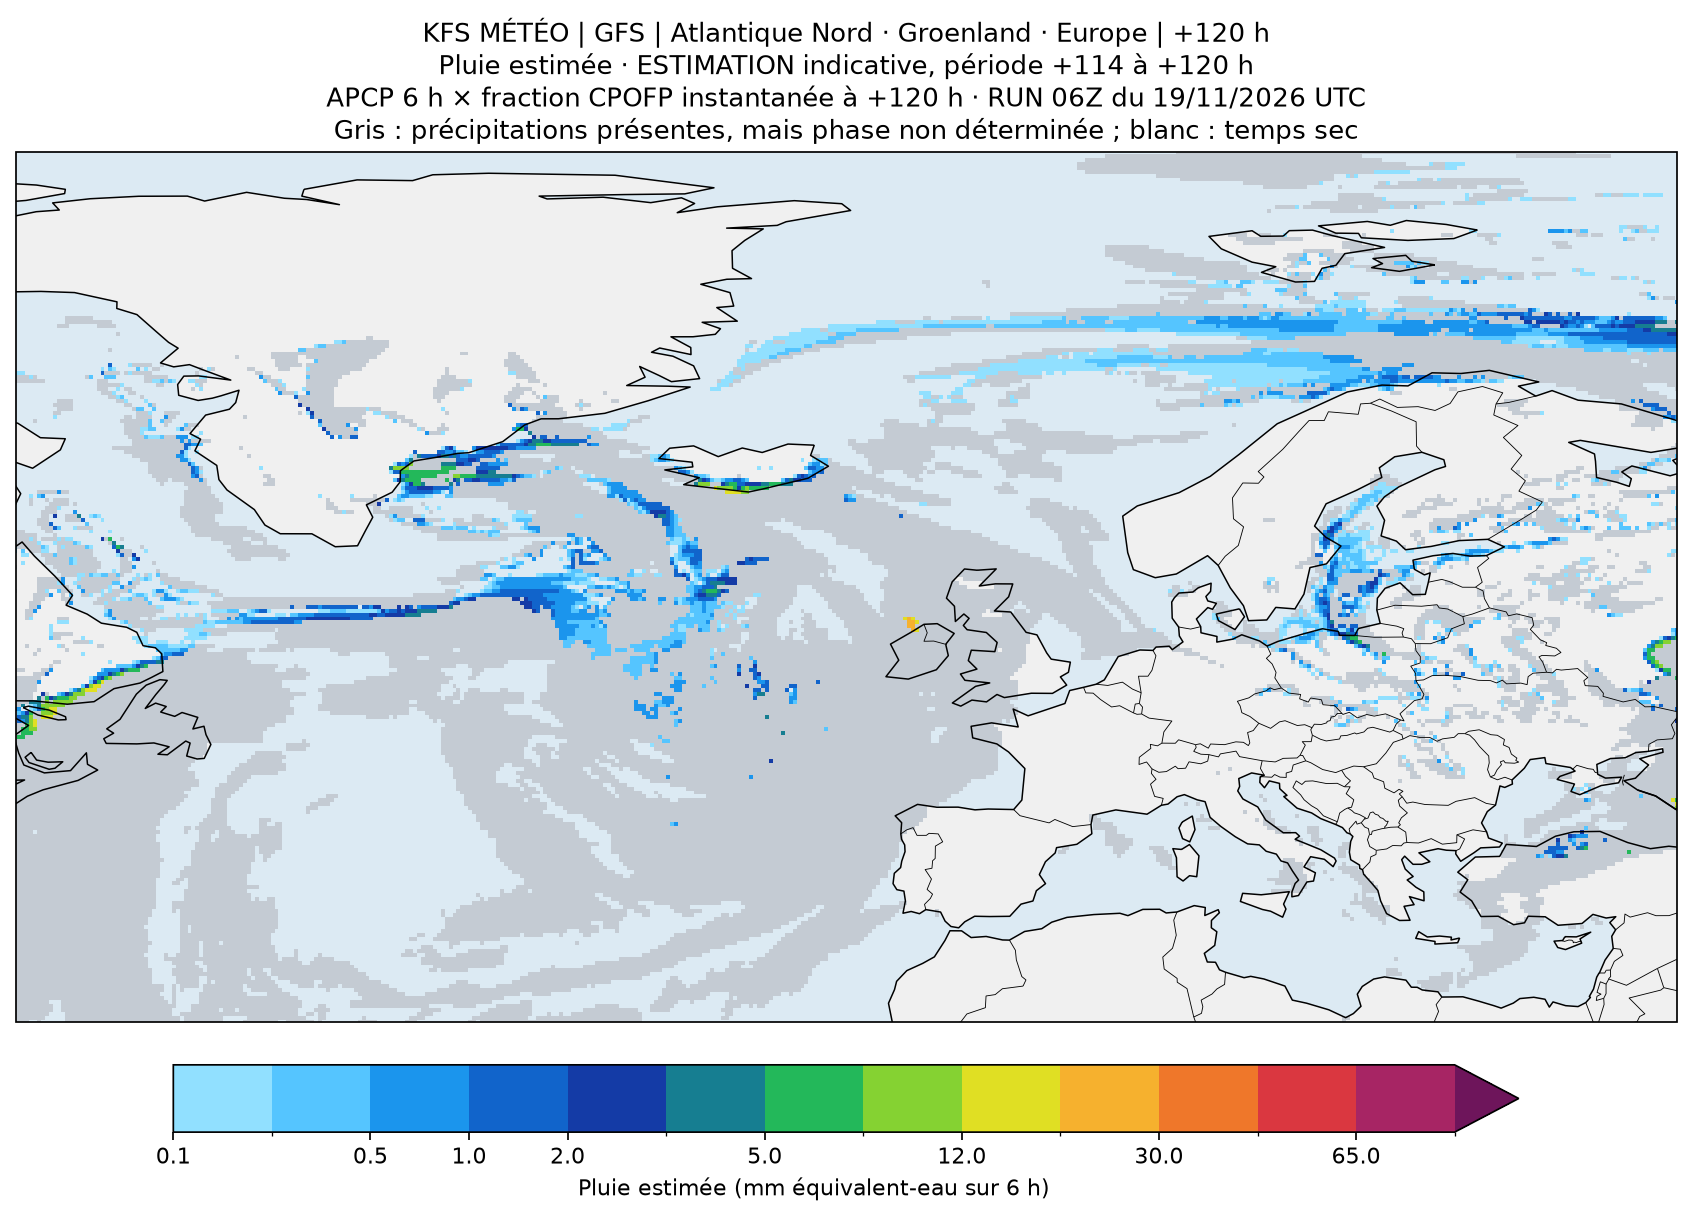 KFS MÉTÉO | GFS | Atlantique Nord · Groenland · Europe | +120 h
Pluie estimée · ESTIMATION indicative, période +114 à +120 h
APCP 6 h × fraction CPOFP instantanée à +120 h · RUN 06Z du 19/11/2026 UTC
Gris : précipitations présentes, mais phase non déterminée ; blanc : temps sec
0.1 0.5 1.0 2.0 5.0 12.0 30.0 65.0
Pluie estimée (mm équivalent-eau sur 6 h)